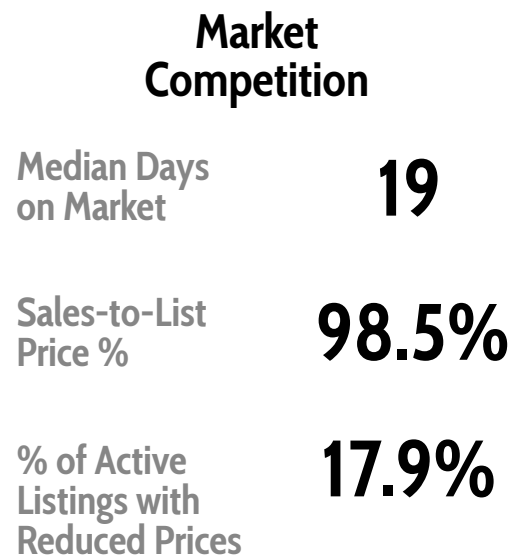 Market
Competition
Median Days
on Market
19
Sales-to-List
Price %
98.5%
% of Active
Listings with
Reduced Prices
17.9%